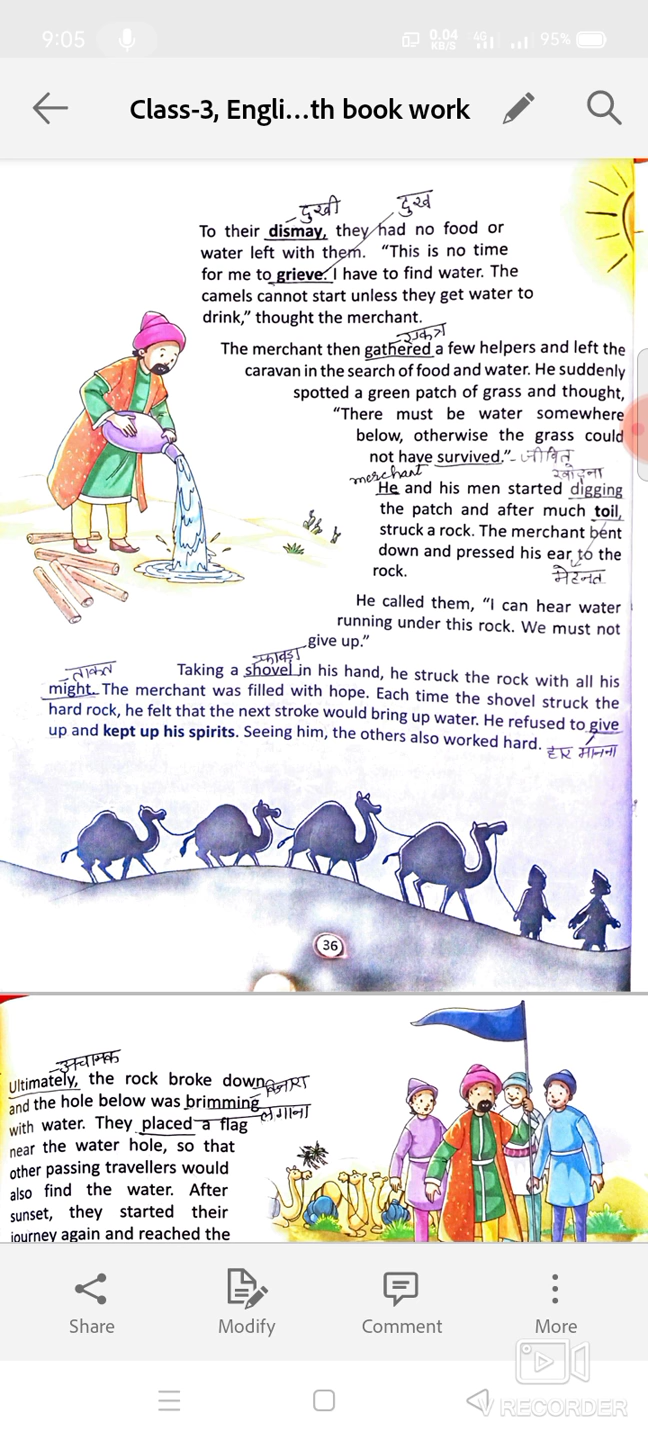 9:05
0.04
KB/S
4G
95%
Class-3, Engli...th book work
दुखी
दुख
To their dismay, they had no food or
water left with them. “This is no time
for me to grieve. I have to find water. The
camels cannot start unless they get water to
drink,” thought the merchant.
एकत्र
The merchant then gathered a few helpers and left the
caravan in the search of food and water. He suddenly
spotted a green patch of grass and thought,
“There must be water somewhere
below, otherwise the grass could
not have survived.” जीवित
merchant
खोदना
He and his men started digging
the patch and after much toil,
struck a rock. The merchant bent
down and pressed his ear to the
rock.
मेहनत
He called them, “I can hear water
running under this rock. We must not
give up.”
फावड़ा
ताकत
Taking a shovel in his hand, he struck the rock with all his
might. The merchant was filled with hope. Each time the shovel struck the
hard rock, he felt that the next stroke would bring up water. He refused to give
up and kept up his spirits. Seeing him, the others also worked hard.
हार मानना
36
अचानक
Ultimately, the rock broke down
and the hole below was brimming
लगाना
with water. They placed a flag
near the water hole, so that
other passing travellers would
also find the water. After
sunset, they started their
journey again and reached the
Share
Modify
Comment
More
V RECORDER